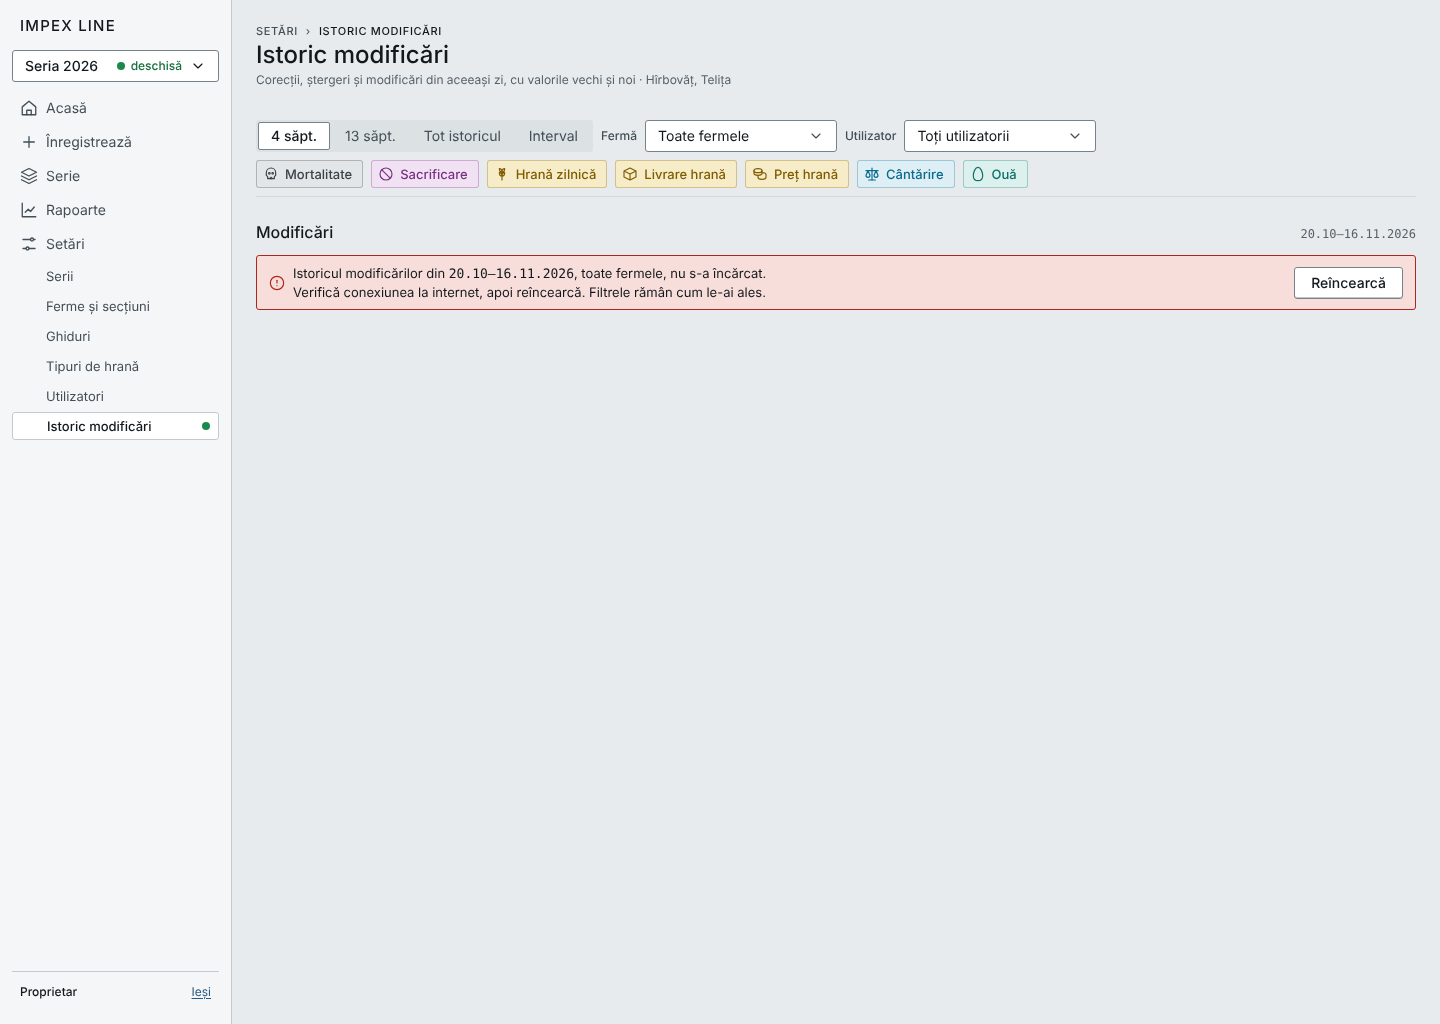 IMPEX LINE
Seria 2026 deschisă
Acasă
Înregistrează
Serie
Rapoarte
Setări
Serii
Ferme și secțiuni
Ghiduri
Tipuri de hrană
Utilizatori
Istoric modificări
Proprietar Ieși
SETĂRI › ISTORIC MODIFICĂRI
Istoric modificări
Corecții, ștergeri și modificări din aceeași zi, cu valorile vechi și noi · Hîrbovăț, Telița
4 săpt. 13 săpt. Tot istoricul Interval Fermă Toate fermele Utilizator Toți utilizatorii
Mortalitate Sacrificare Hrană zilnică Livrare hrană Preț hrană Cântărire Ouă
Modificări 20.10–16.11.2026
Istoricul modificărilor din 20.10–16.11.2026, toate fermele, nu s-a încărcat.
Verifică conexiunea la internet, apoi reîncearcă. Filtrele rămân cum le-ai ales.
Reîncearcă